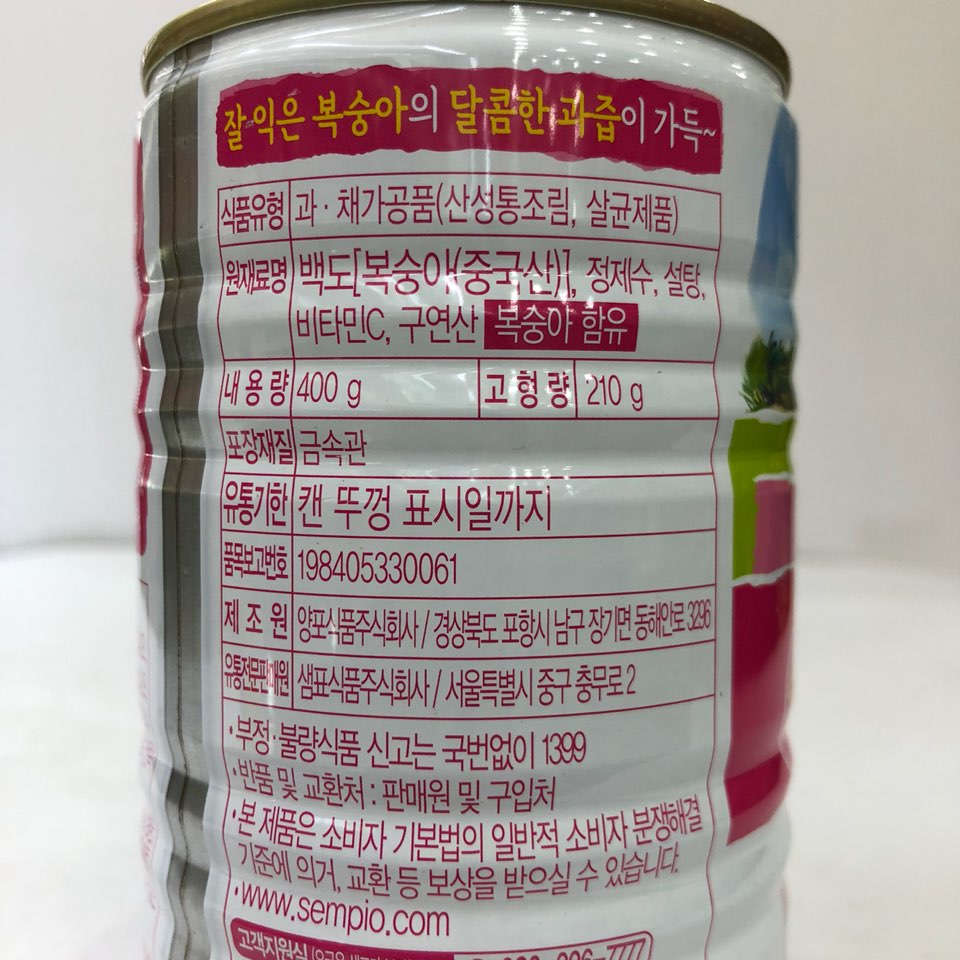 잘 익은 복숭아의 달콤한 과즙이 가득~
식품유형 과·채가공품(산성통조림, 살균제품)
원재료명 백도[복숭아(중국산)], 정제수, 설탕,
비타민C, 구연산 복숭아 함유
내용량 400 g 고형량 210 g
포장재질 금속관
유통기한 캔 뚜껑 표시일까지
품목보고번호 198405330061
제조원 양포식품주식회사 / 경상북도 포항시 남구 장기면 동해안로 3296
유통전문판매원 샘표식품주식회사 / 서울특별시 중구 충무로 2
·부정·불량식품 신고는 국번없이 1399
·반품 및 교환처 : 판매원 및 구입처
·본 제품은 소비자 기본법의 일반적 소비자 분쟁해결
기준에 의거, 교환 등 보상을 받으실 수 있습니다.
·www.sempio.com
고객지원실